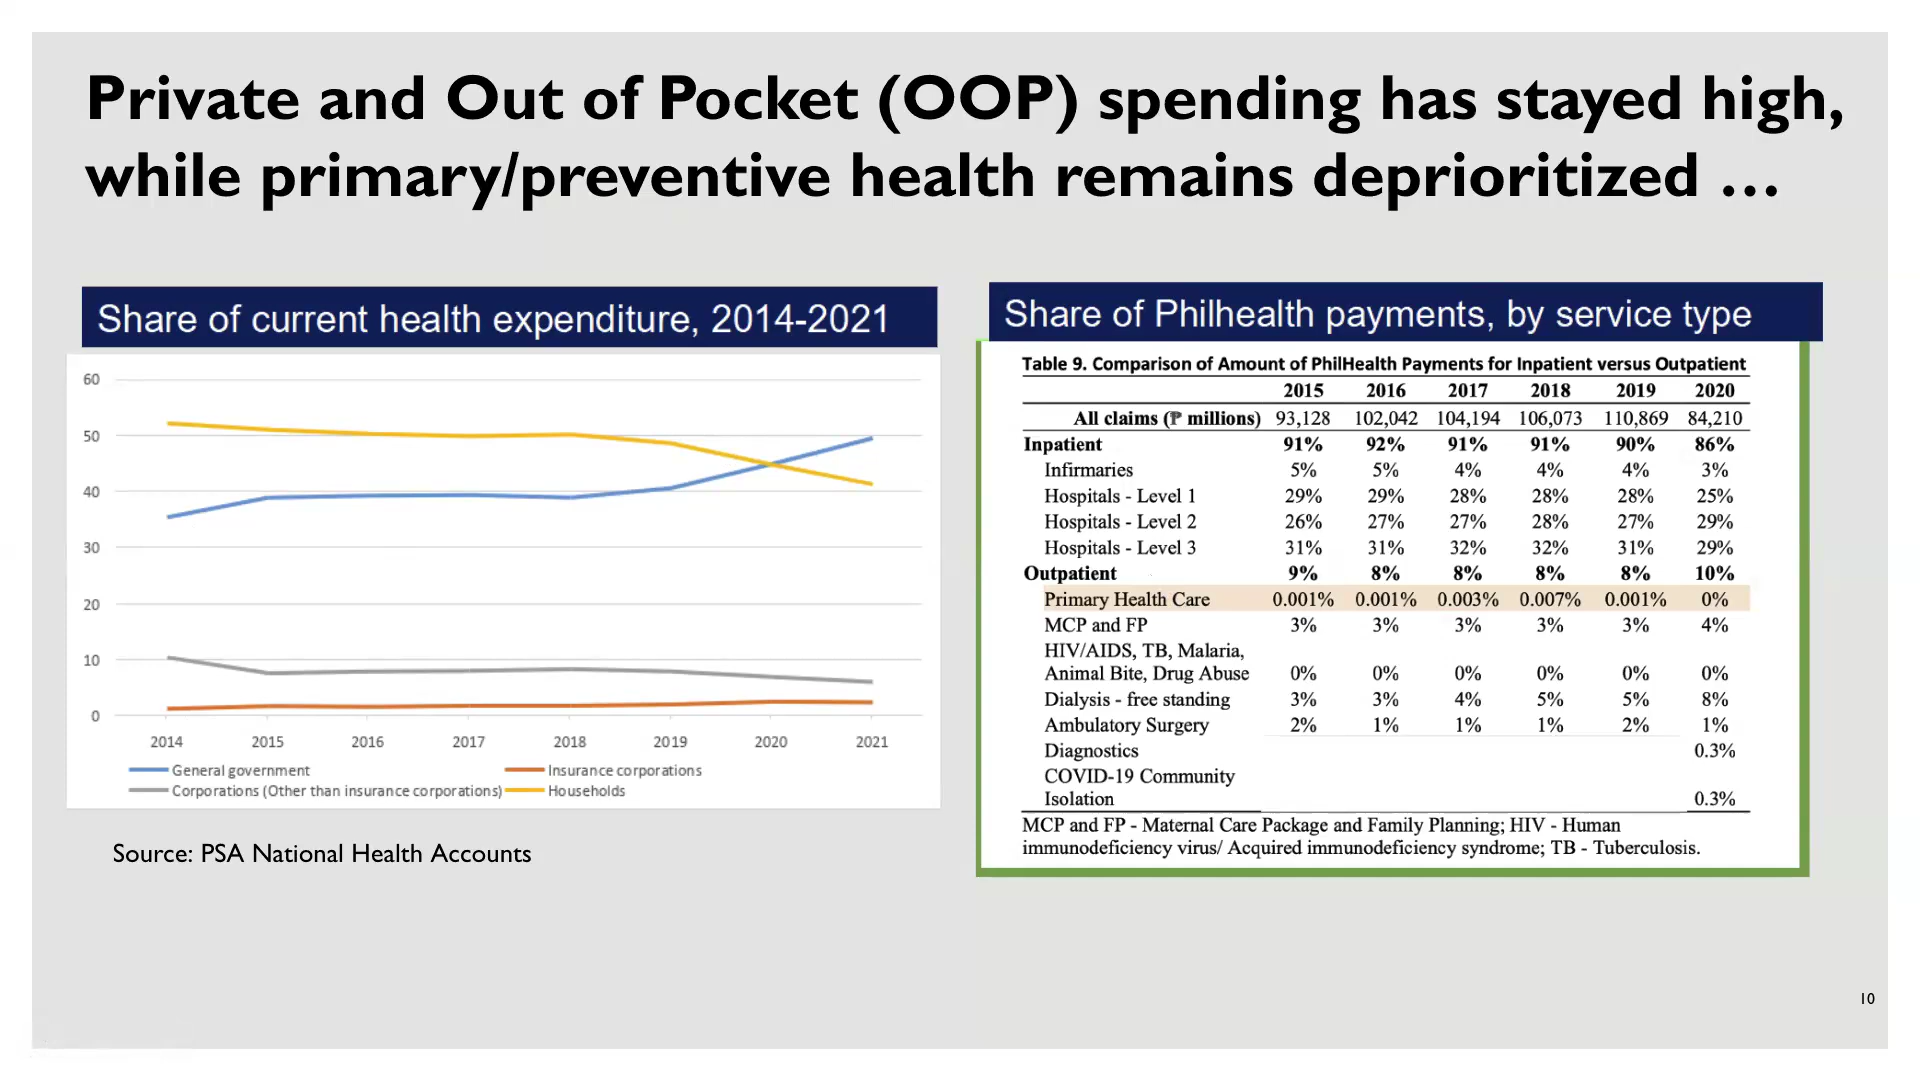 Private and Out of Pocket (OOP) spending has stayed high,
while primary/preventive health remains deprioritized ...
Share of current health expenditure, 2014-2021
60
50
40
30
20
10
0
2014 2015 2016 2017 2018 2019 2020 2021
General government Insurance corporations
Corporations (Other than insurance corporations) Households
Source: PSA National Health Accounts
Share of Philhealth payments, by service type
Table 9. Comparison of Amount of PhilHealth Payments for Inpatient versus Outpatient
2015 2016 2017 2018 2019 2020
All claims (₱ millions) 93,128 102,042 104,194 106,073 110,869 84,210
Inpatient 91% 92% 91% 91% 90% 86%
Infirmaries 5% 5% 4% 4% 4% 3%
Hospitals - Level 1 29% 29% 28% 28% 28% 25%
Hospitals - Level 2 26% 27% 27% 28% 27% 29%
Hospitals - Level 3 31% 31% 32% 32% 31% 29%
Outpatient 9% 8% 8% 8% 8% 10%
Primary Health Care 0.001% 0.001% 0.003% 0.007% 0.001% 0%
MCP and FP 3% 3% 3% 3% 3% 4%
HIV/AIDS, TB, Malaria,
Animal Bite, Drug Abuse 0% 0% 0% 0% 0% 0%
Dialysis - free standing 3% 3% 4% 5% 5% 8%
Ambulatory Surgery 2% 1% 1% 1% 2% 1%
Diagnostics 0.3%
COVID-19 Community
Isolation 0.3%
MCP and FP - Maternal Care Package and Family Planning; HIV - Human
immunodeficiency virus/ Acquired immunodeficiency syndrome; TB - Tuberculosis.
10